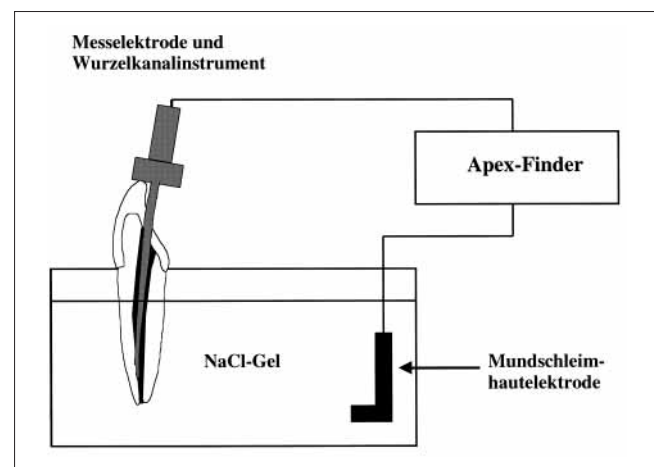 Messelektrode und
Wurzelkanalinstrument
Apex-Finder
NaCl-Gel
Mundschleim-
hautelektrode